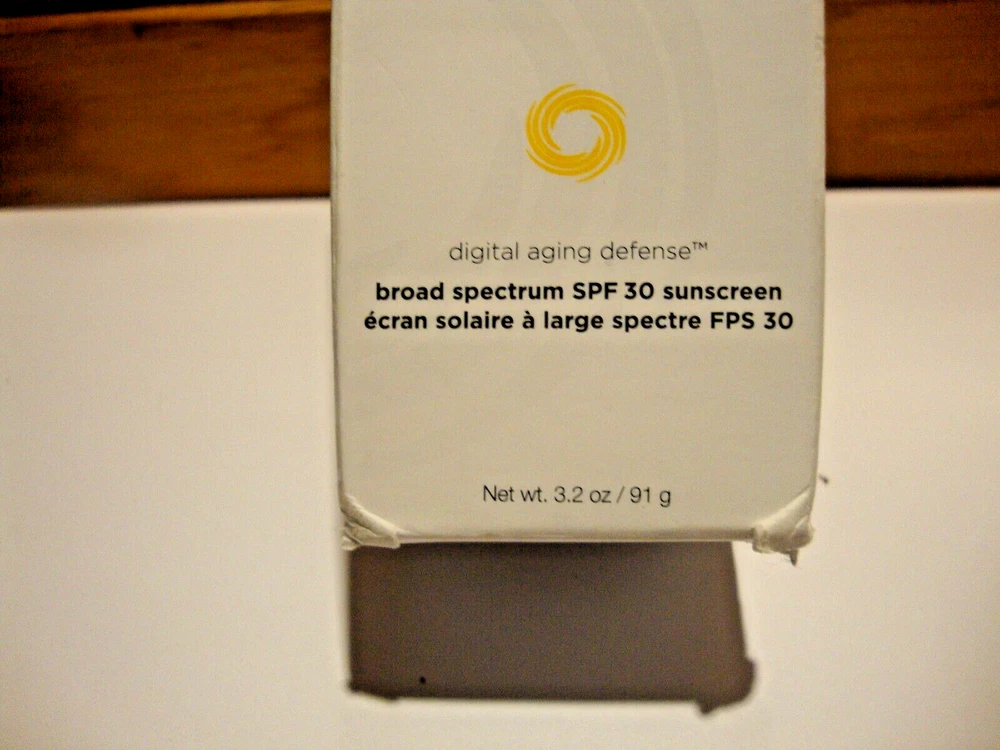 digital aging defense™
broad spectrum SPF 30 sunscreen
écran solaire à large spectre FPS 30
Net wt. 3.2 oz / 91 g